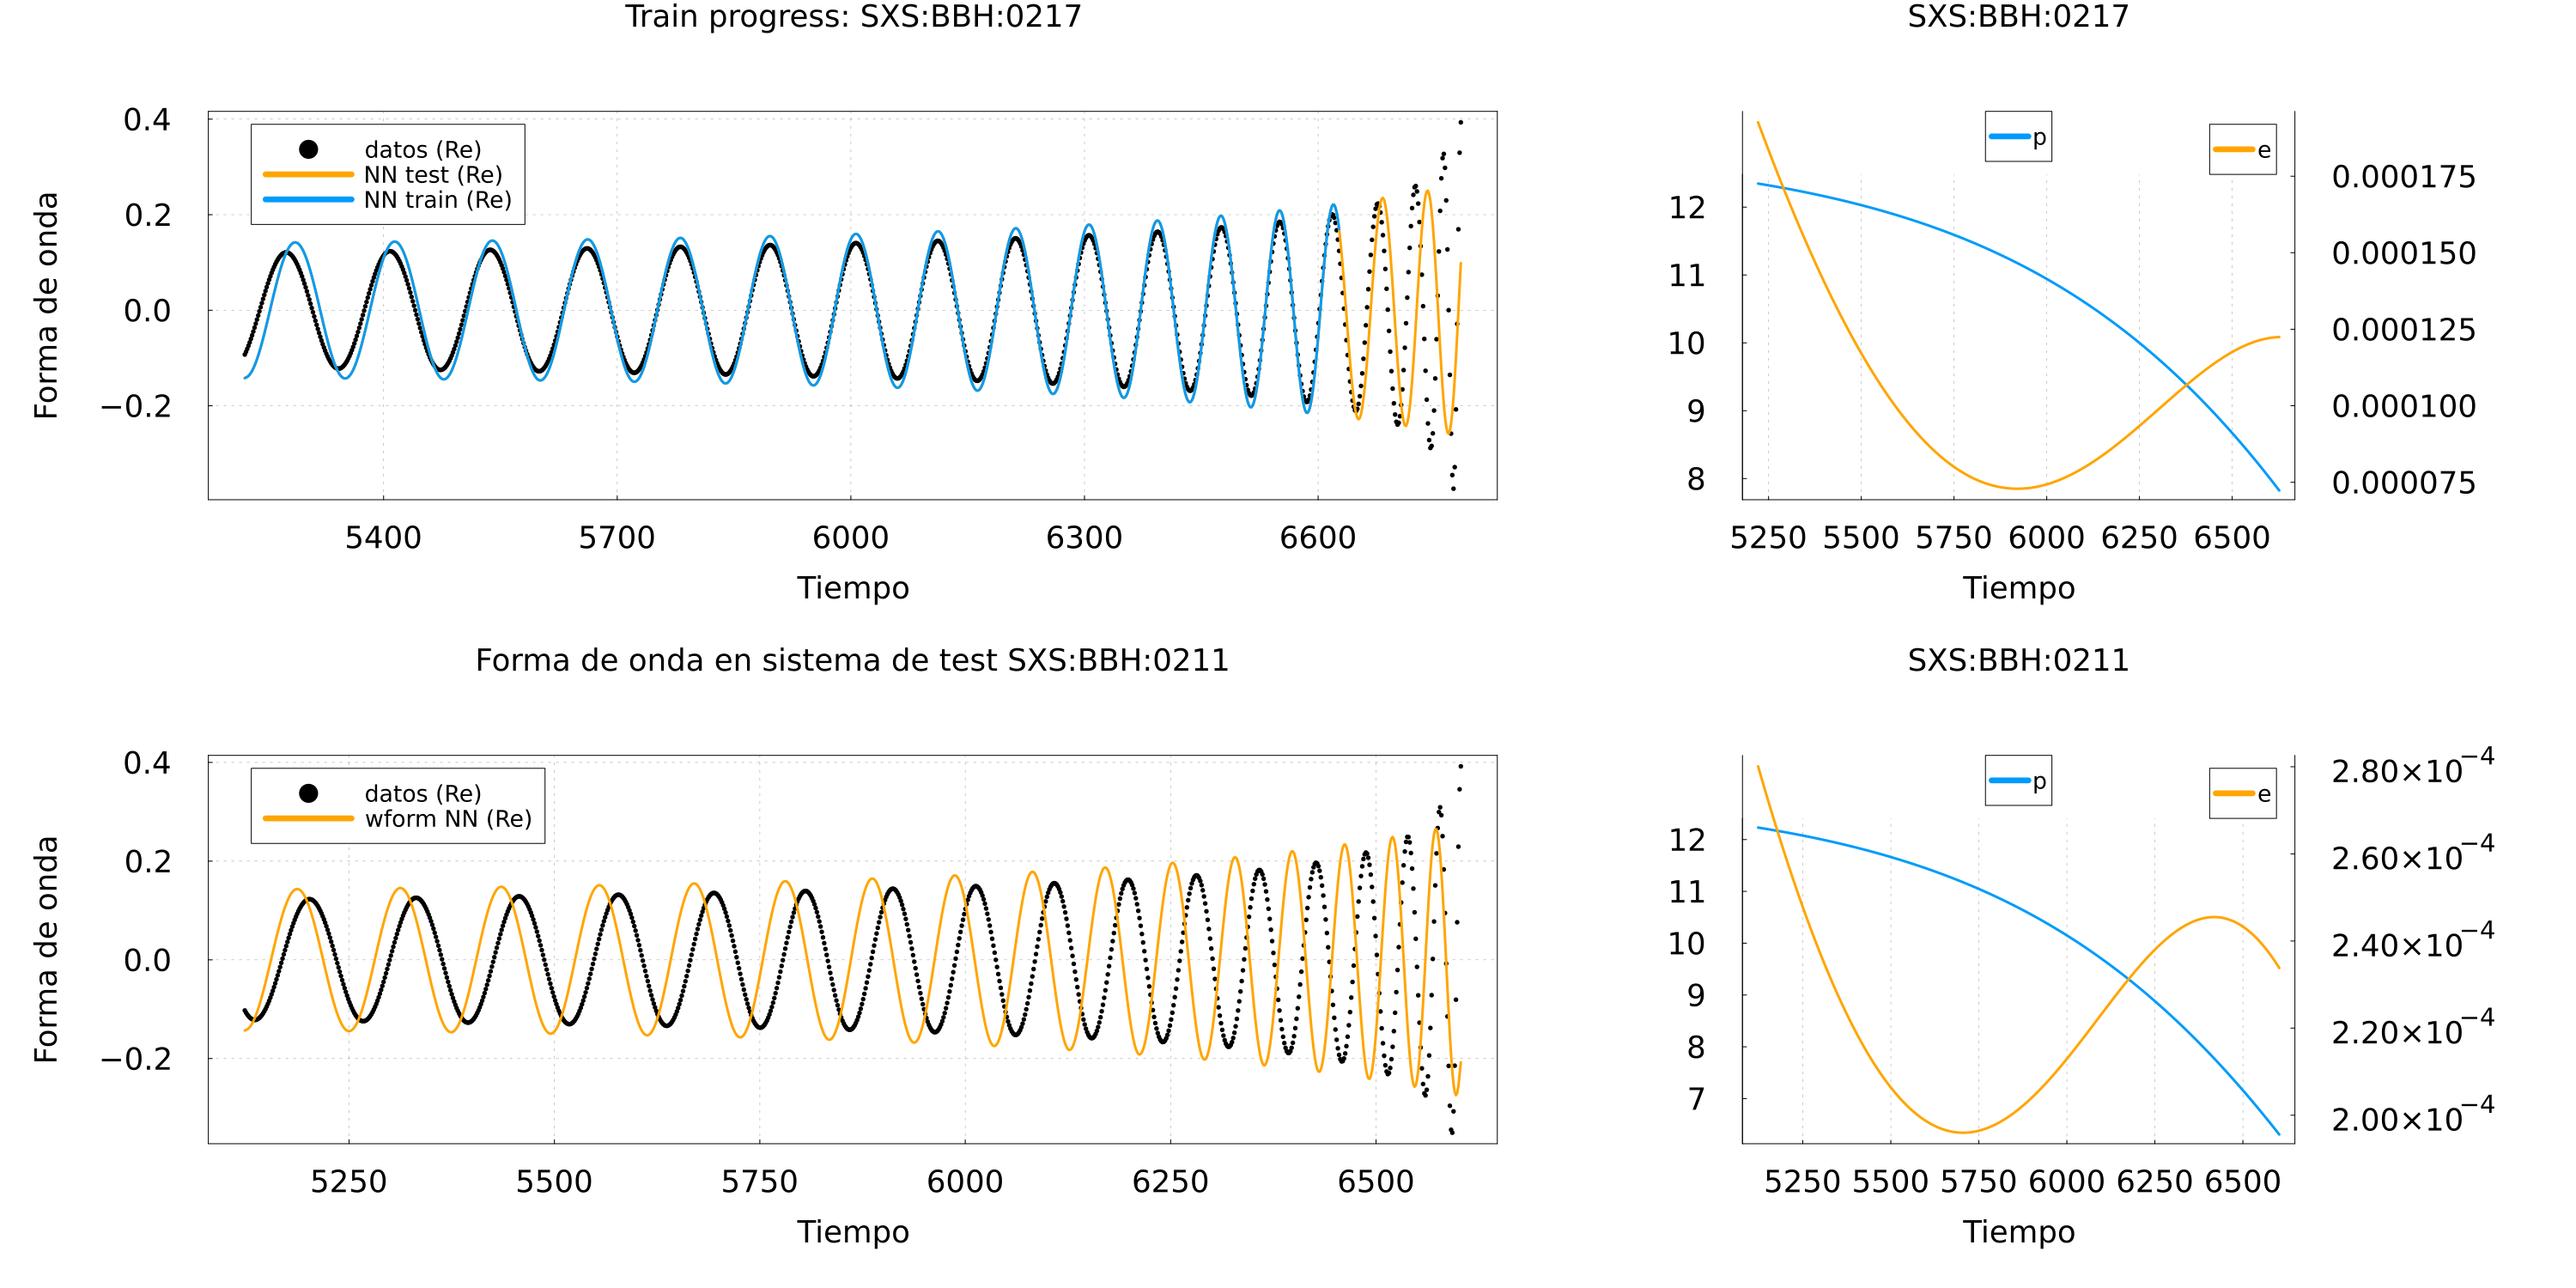 Train progress: SXS:BBH:0217
0.4
0.2
0.0
−0.2
Forma de onda
datos (Re)
NN test (Re)
NN train (Re)
5400 5700 6000 6300 6600
Tiempo
SXS:BBH:0217
12
11
10
9
8
p
e
0.000175
0.000150
0.000125
0.000100
0.000075
5250 5500 5750 6000 6250 6500
Tiempo
Forma de onda en sistema de test SXS:BBH:0211
0.4
0.2
0.0
−0.2
Forma de onda
datos (Re)
wform NN (Re)
5250 5500 5750 6000 6250 6500
Tiempo
SXS:BBH:0211
12
11
10
9
8
7
p
e
2.80×10⁻⁴
2.60×10⁻⁴
2.40×10⁻⁴
2.20×10⁻⁴
2.00×10⁻⁴
5250 5500 5750 6000 6250 6500
Tiempo